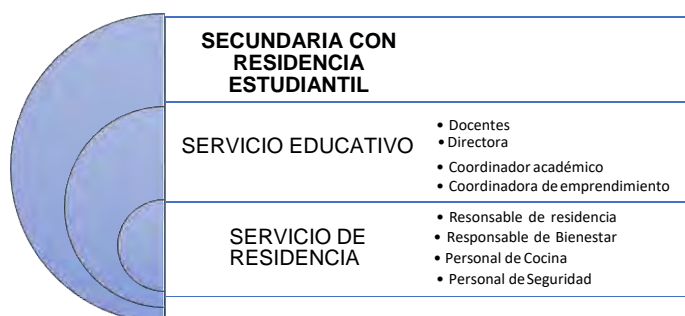 SECUNDARIA CON
RESIDENCIA
ESTUDIANTIL
SERVICIO EDUCATIVO
• Docentes
• Directora
• Coordinador académico
• Coordinadora de emprendimiento
SERVICIO DE
RESIDENCIA
• Resonsable de residencia
• Responsable de Bienestar
• Personal de Cocina
• Personal de Seguridad